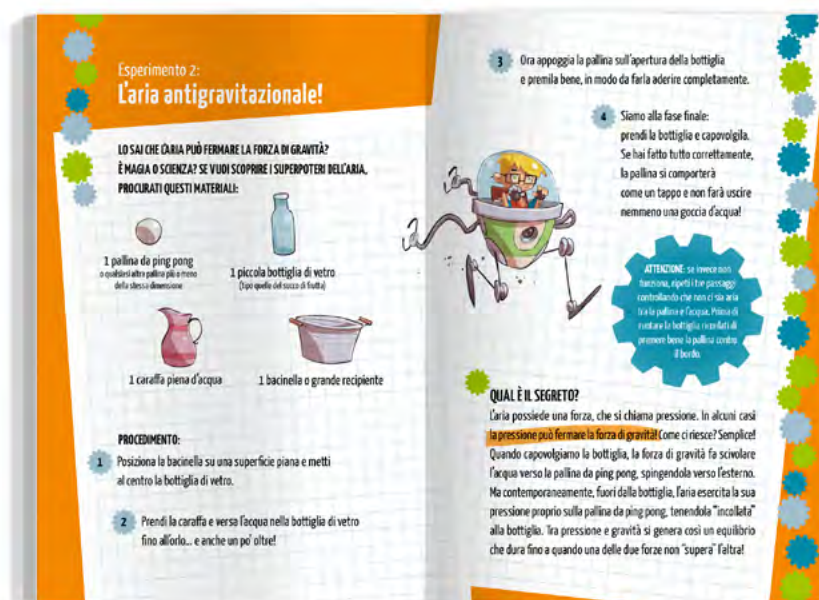 Esperimento 2:
L'aria antigravitazionale!
LO SAI CHE L'ARIA PUÒ FERMARE LA FORZA DI GRAVITÀ?
È MAGIA O SCIENZA? SE VUOI SCOPRIRE I SUPERPOTERI DELL'ARIA,
PROCURATI QUESTI MATERIALI:
1 pallina da ping pong
o qualsiasi altra pallina più o meno
della stessa dimensione
1 piccola bottiglia di vetro
(tipo quelle del succo di frutta)
1 caraffa piena d'acqua
1 bacinella o grande recipiente
PROCEDIMENTO:
1 Posiziona la bacinella su una superficie piana e metti
al centro la bottiglia di vetro.
2 Prendi la caraffa e versa l'acqua nella bottiglia di vetro
fino all'orlo... e anche un po' oltre!
3 Ora appoggia la pallina sull'apertura della bottiglia
e premila bene, in modo da farla aderire completamente.
4 Siamo alla fase finale:
prendi la bottiglia e capovolgila.
Se hai fatto tutto correttamente,
la pallina si comporterà
come un tappo e non farà uscire
nemmeno una goccia d'acqua!
ATTENZIONE: se invece non
funziona, ripeti i tre passaggi
controllando che non ci sia aria
tra la pallina e l'acqua. Prima di
ruotare la bottiglia ricordati di
premere bene la pallina contro
il bordo.
QUAL È IL SEGRETO?
L'aria possiede una forza, che si chiama pressione. In alcuni casi
la pressione può fermare la forza di gravità! Come ci riesce? Semplice!
Quando capovolgiamo la bottiglia, la forza di gravità fa scivolare
l'acqua verso la pallina da ping pong, spingendola verso l'esterno.
Ma contemporaneamente, fuori dalla bottiglia, l'aria esercita la sua
pressione proprio sulla pallina da ping pong, tenendola "incollata"
alla bottiglia. Tra pressione e gravità si genera così un equilibrio
che dura fino a quando una delle due forze non "supera" l'altra!